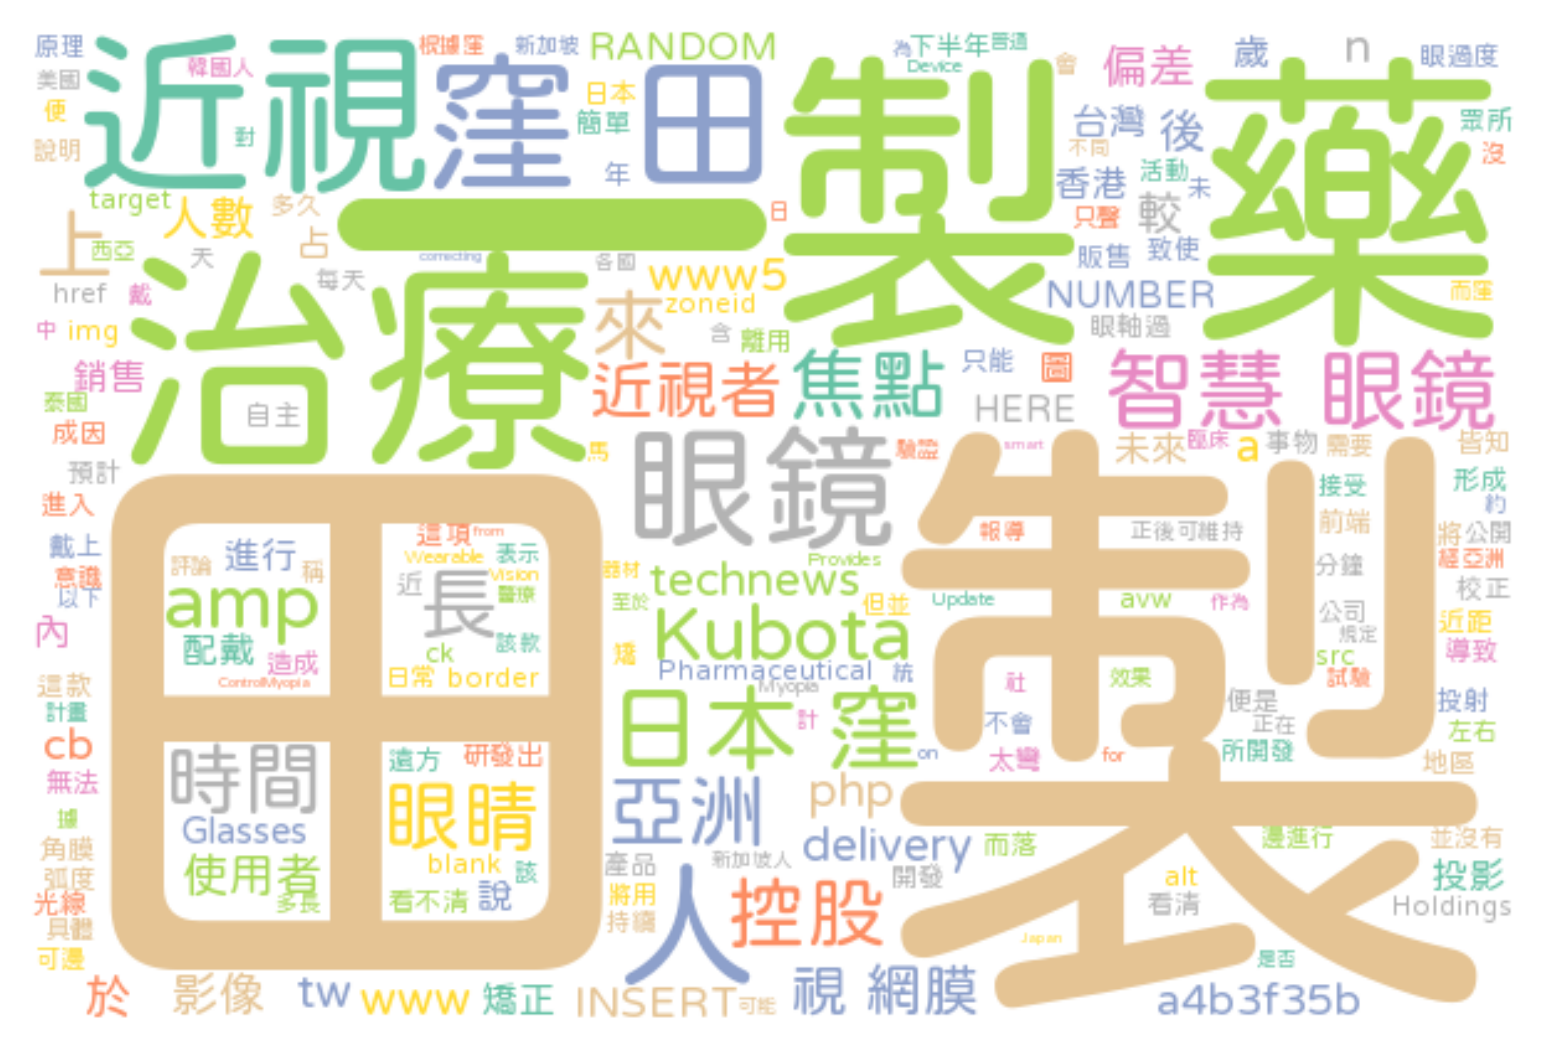 原理
近視
根據窪
新加坡
RANDOM
為
下半年
普通
Device
會
偏差
歲
n
眼過度
美國
韓國人
窪
日本
田
製
藥
便
簡單
台灣
後
眾所
說明
對
年
不同
活動
沒
香港
未
target
人數
多久
一
日
只聲
較
上
西亞
占
天
correcting
各國
www5
販售
致使
href
戴
每天
zoneid
NUMBER
而窪
中
img
治療
來
含
離用
眼軸過
銷售
近視者
焦點
只能
圖
智慧
眼鏡
泰國
自主
HERE
成因
馬
眼鏡
smart
未來
臨床
a
事物
需要
皆知
預計
接受
形成
進入
田
這項
from
報導
正後可維持
前端
約
將
公開
戴上
評論
進行
稱
Wearable
表示
Provides
製
分鐘
經亞洲
意識
近
長
Vision
醫療
器材
technews
校正
以下
amp
至於
但並
Update
avw
作為
公司
近距
內
配戴
造成
ck
該款
矯
Kubota
規定
導致
ControlMyopia
日常
border
Pharmaceutical
統
src
這款
Myopia
社
效果
試驗
計畫
日本
計
窪
不會
便是
投射
cb
正在
左右
時間
遠方
研發出
on
太彎
for
所開發
地區
無法
眼睛
亞洲
php
據
Glasses
delivery
而落
邊進行
並沒有
角膜
使用者
blank
該
產品
新加坡人
開發
alt
投影
弧度
光線
多長
看不清
說
將用
人
控股
看清
Holdings
具體
持續
可邊
Japan
是否
於
影像
tw
www
矯正
INSERT
可能
視
網膜
a4b3f35b